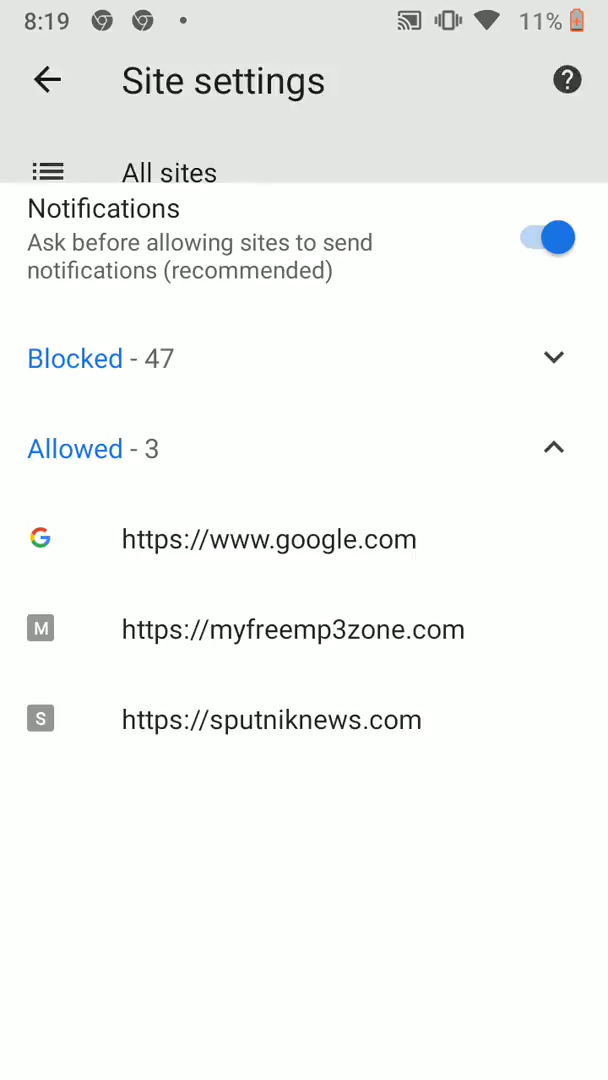 8:19
11%
Site settings
All sites
Notifications
Ask before allowing sites to send
notifications (recommended)
Blocked - 47
Allowed - 3
https://www.google.com
M
https://myfreemp3zone.com
S
https://sputniknews.com